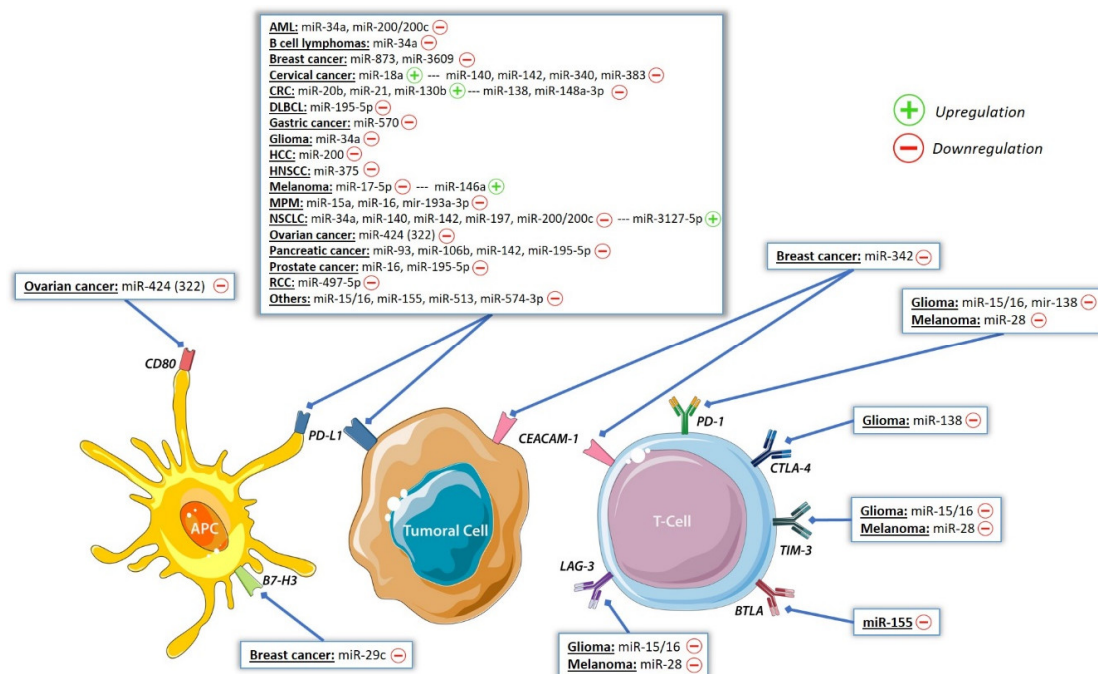 AML: miR-34a, miR-200/200c
B cell lymphomas: miR-34a
Breast cancer: miR-873, miR-3609
Cervical cancer: miR-18a --- miR-140, miR-142, miR-340, miR-383
CRC: miR-20b, miR-21, miR-130b --- miR-138, miR-148a-3p
DLBCL: miR-195-5p
Gastric cancer: miR-570
Glioma: miR-34a
HCC: miR-200
HNSCC: miR-375
Melanoma: miR-17-5p --- miR-146a
MPM: miR-15a, miR-16, mir-193a-3p
NSCLC: miR-34a, miR-140, miR-142, miR-197, miR-200/200c --- miR-3127-5p
Ovarian cancer: miR-424 (322)
Pancreatic cancer: miR-93, miR-106b, miR-142, miR-195-5p
Prostate cancer: miR-16, miR-195-5p
RCC: miR-497-5p
Others: miR-15/16, miR-155, miR-513, miR-574-3p
Upregulation
Downregulation
Ovarian cancer: miR-424 (322)
Breast cancer: miR-342
Glioma: miR-15/16, mir-138
Melanoma: miR-28
CD80
PD-L1
CEACAM-1
PD-1
Glioma: miR-138
CTLA-4
APC
Tumoral Cell
T-Cell
Glioma: miR-15/16
Melanoma: miR-28
TIM-3
B7-H3
LAG-3
BTLA
miR-155
Breast cancer: miR-29c
Glioma: miR-15/16
Melanoma: miR-28